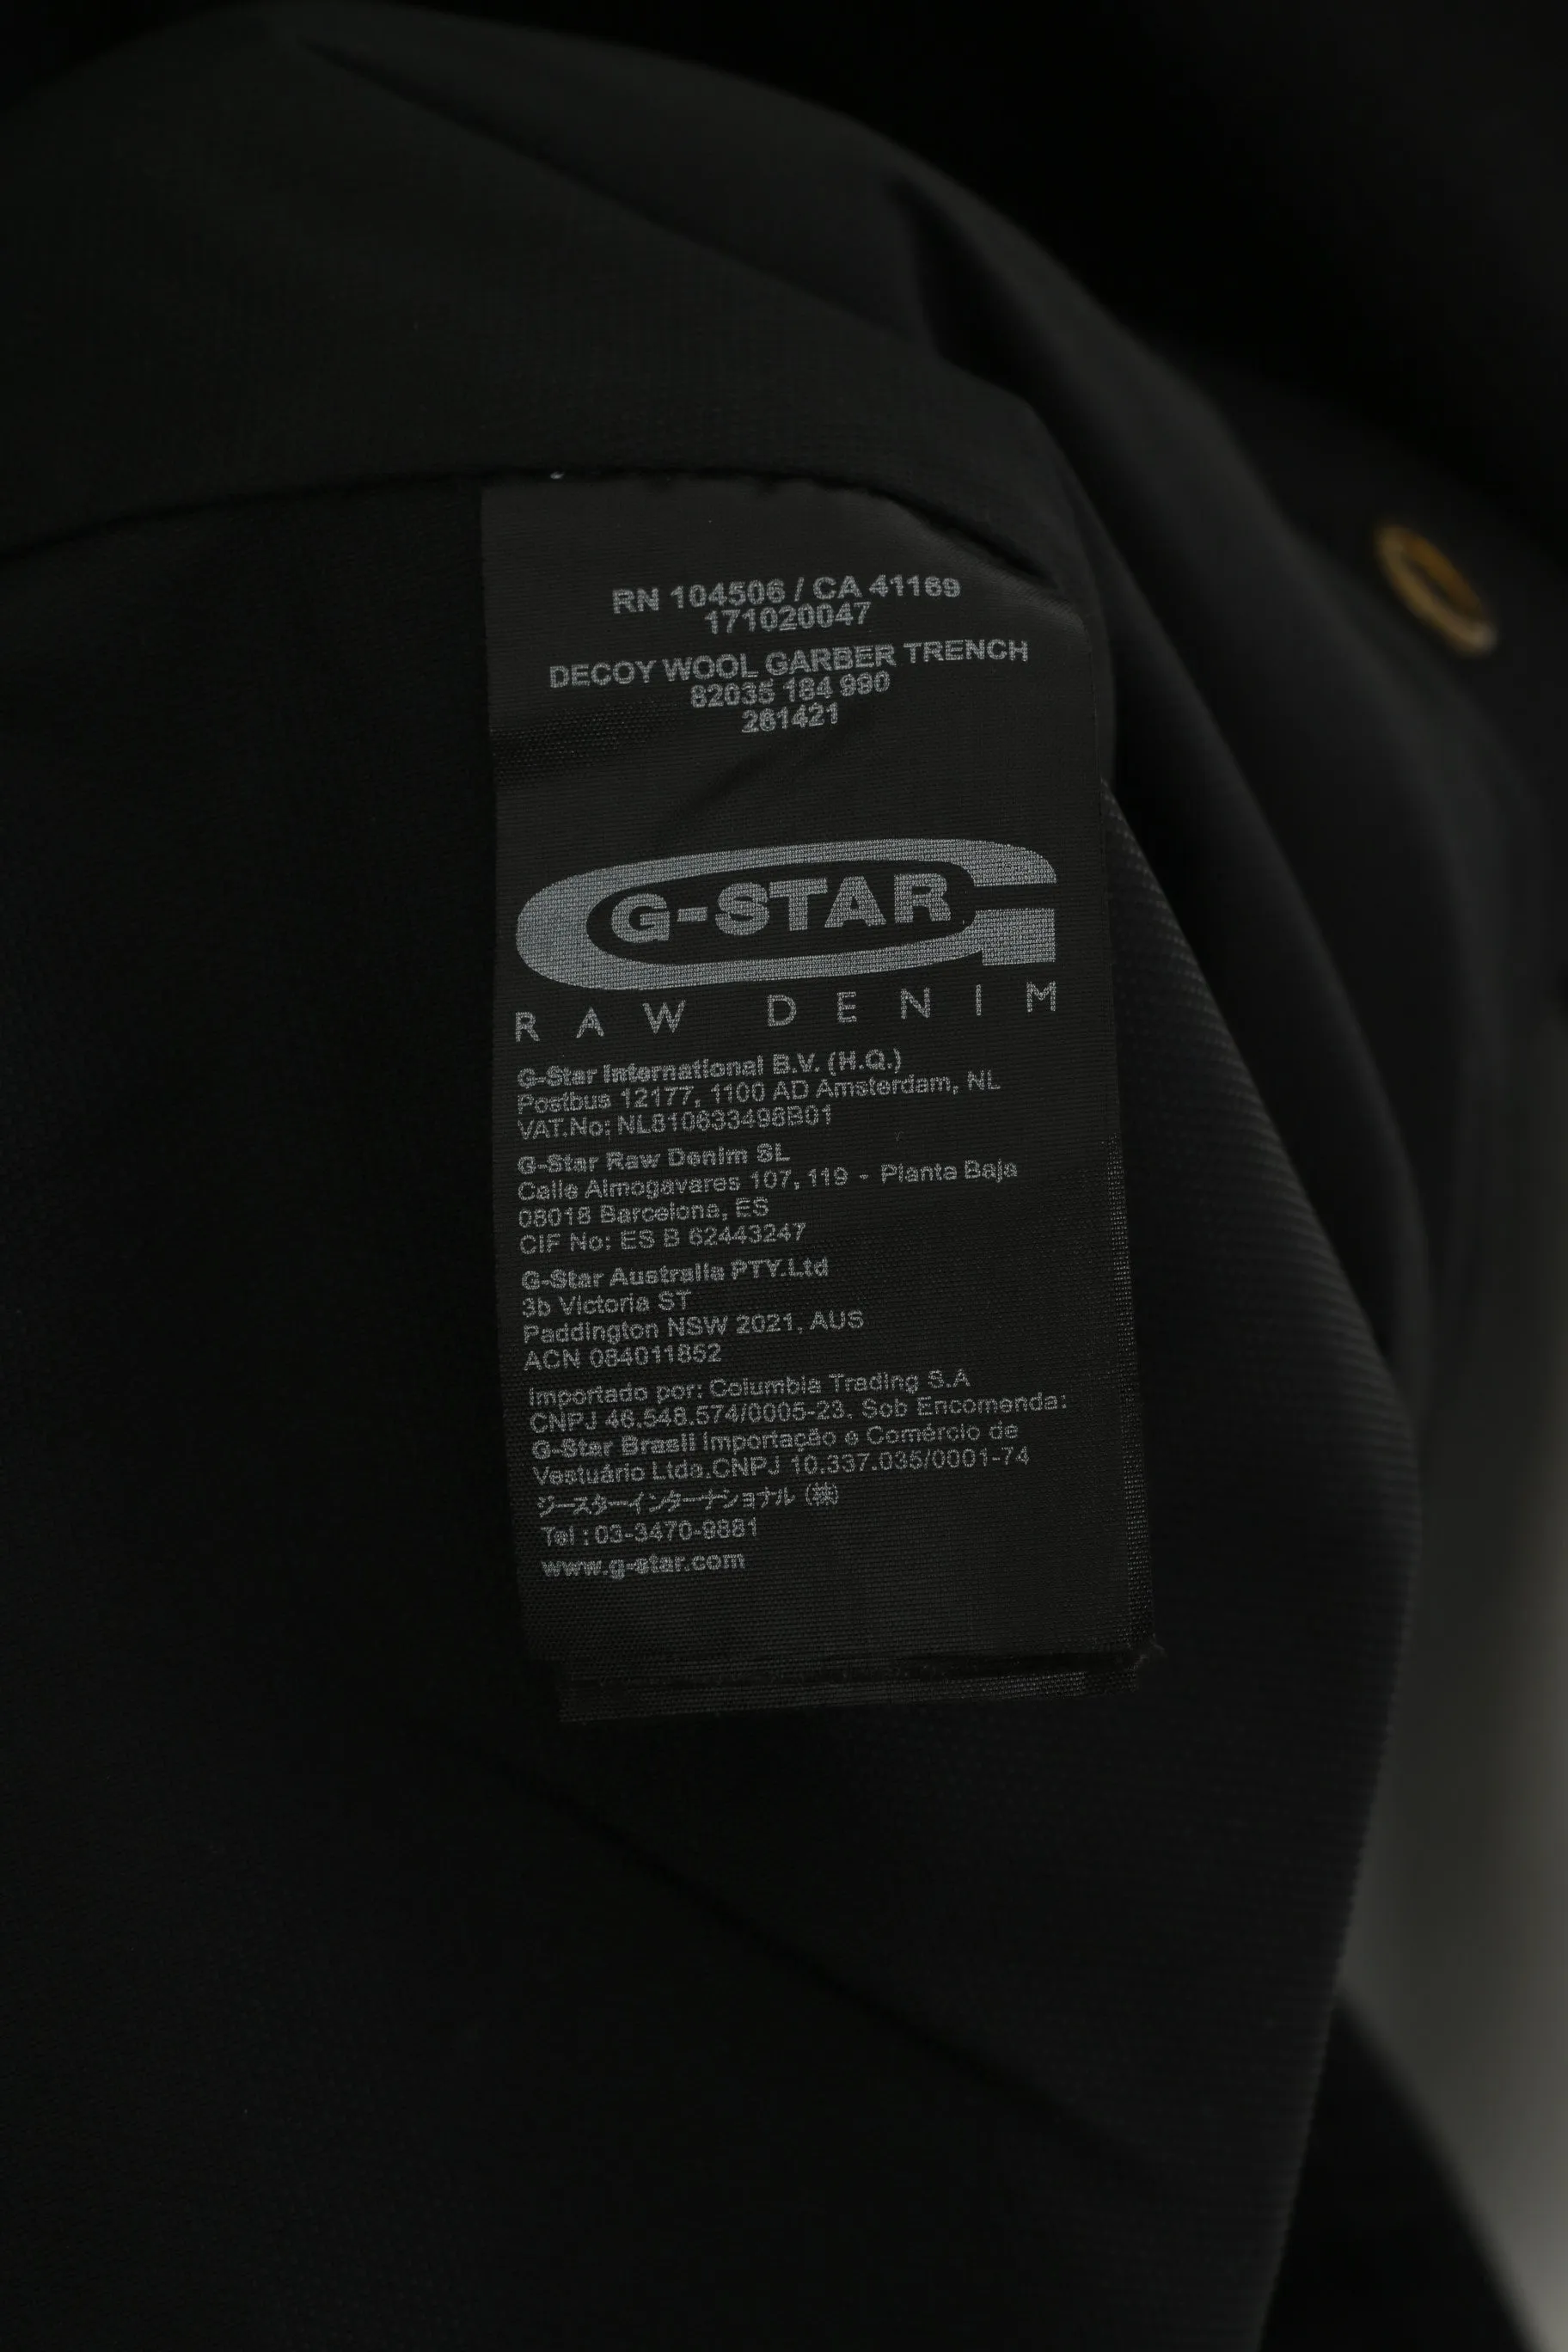 RN 104506 / CA 41169
171020047
DECOY WOOL GARBER TRENCH
82035 184 990
261421
G-STAR
RAW DENIM
G-Star International B.V. (H.Q.)
Postbus 12177, 1100 AD Amsterdam, NL
VAT.No; NL810633498B01
G-Star Raw Denim SL
Calle Almogavares 107, 119 - Planta Baja
08018 Barcelona, ES
CIF No: ES B 62443247
G-Star Australia PTY.Ltd
3b Victoria ST
Paddington NSW 2021, AUS
ACN 084011852
Importado por: Columbia Trading S.A
CNPJ 46.548.574/0005-23. Sob Encomenda:
G-Star Brasil Importação e Comércio de
Vestuário Ltda.CNPJ 10.337.035/0001-74
ジースターインターナショナル（株）
Tel : 03-3470-9881
www.g-star.com